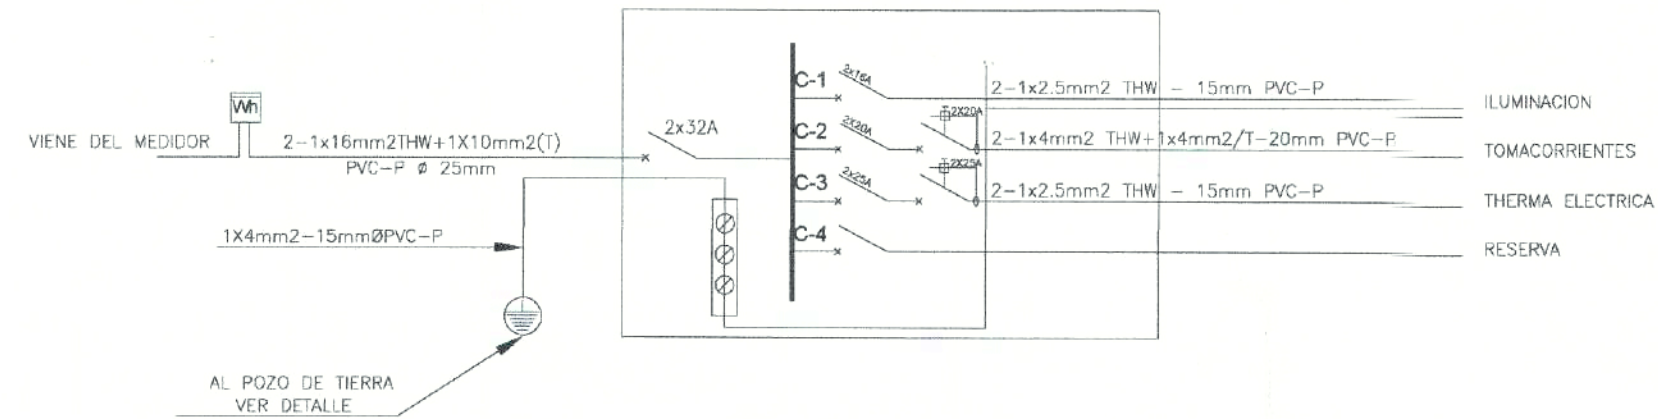 Wh
VIENE DEL MEDIDOR
2-1x16mm2THW+1X10mm2(T)
PVC-P ø 25mm
2x32A
1X4mm2-15mmØPVC-P
AL POZO DE TIERRA
VER DETALLE
C-1
2x16A
2-1x2.5mm2 THW - 15mm PVC-P
ILUMINACION
C-2
2X20A
T
2X20A
2-1x4mm2 THW+1x4mm2/T-20mm PVC-P
TOMACORRIENTES
C-3
2x25A
T
2X25A
2-1x2.5mm2 THW - 15mm PVC-P
THERMA ELECTRICA
C-4
RESERVA